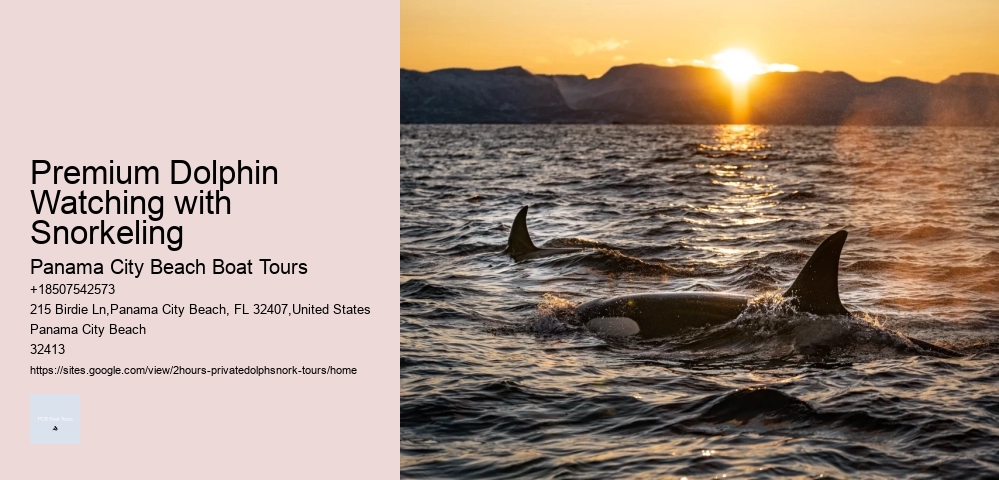 Premium Dolphin
Watching with
Snorkeling
Panama City Beach Boat Tours
+18507542573
215 Birdie Ln,Panama City Beach, FL 32407,United States
Panama City Beach
32413
https://sites.google.com/view/2hours-privatedolphsnork-tours/home